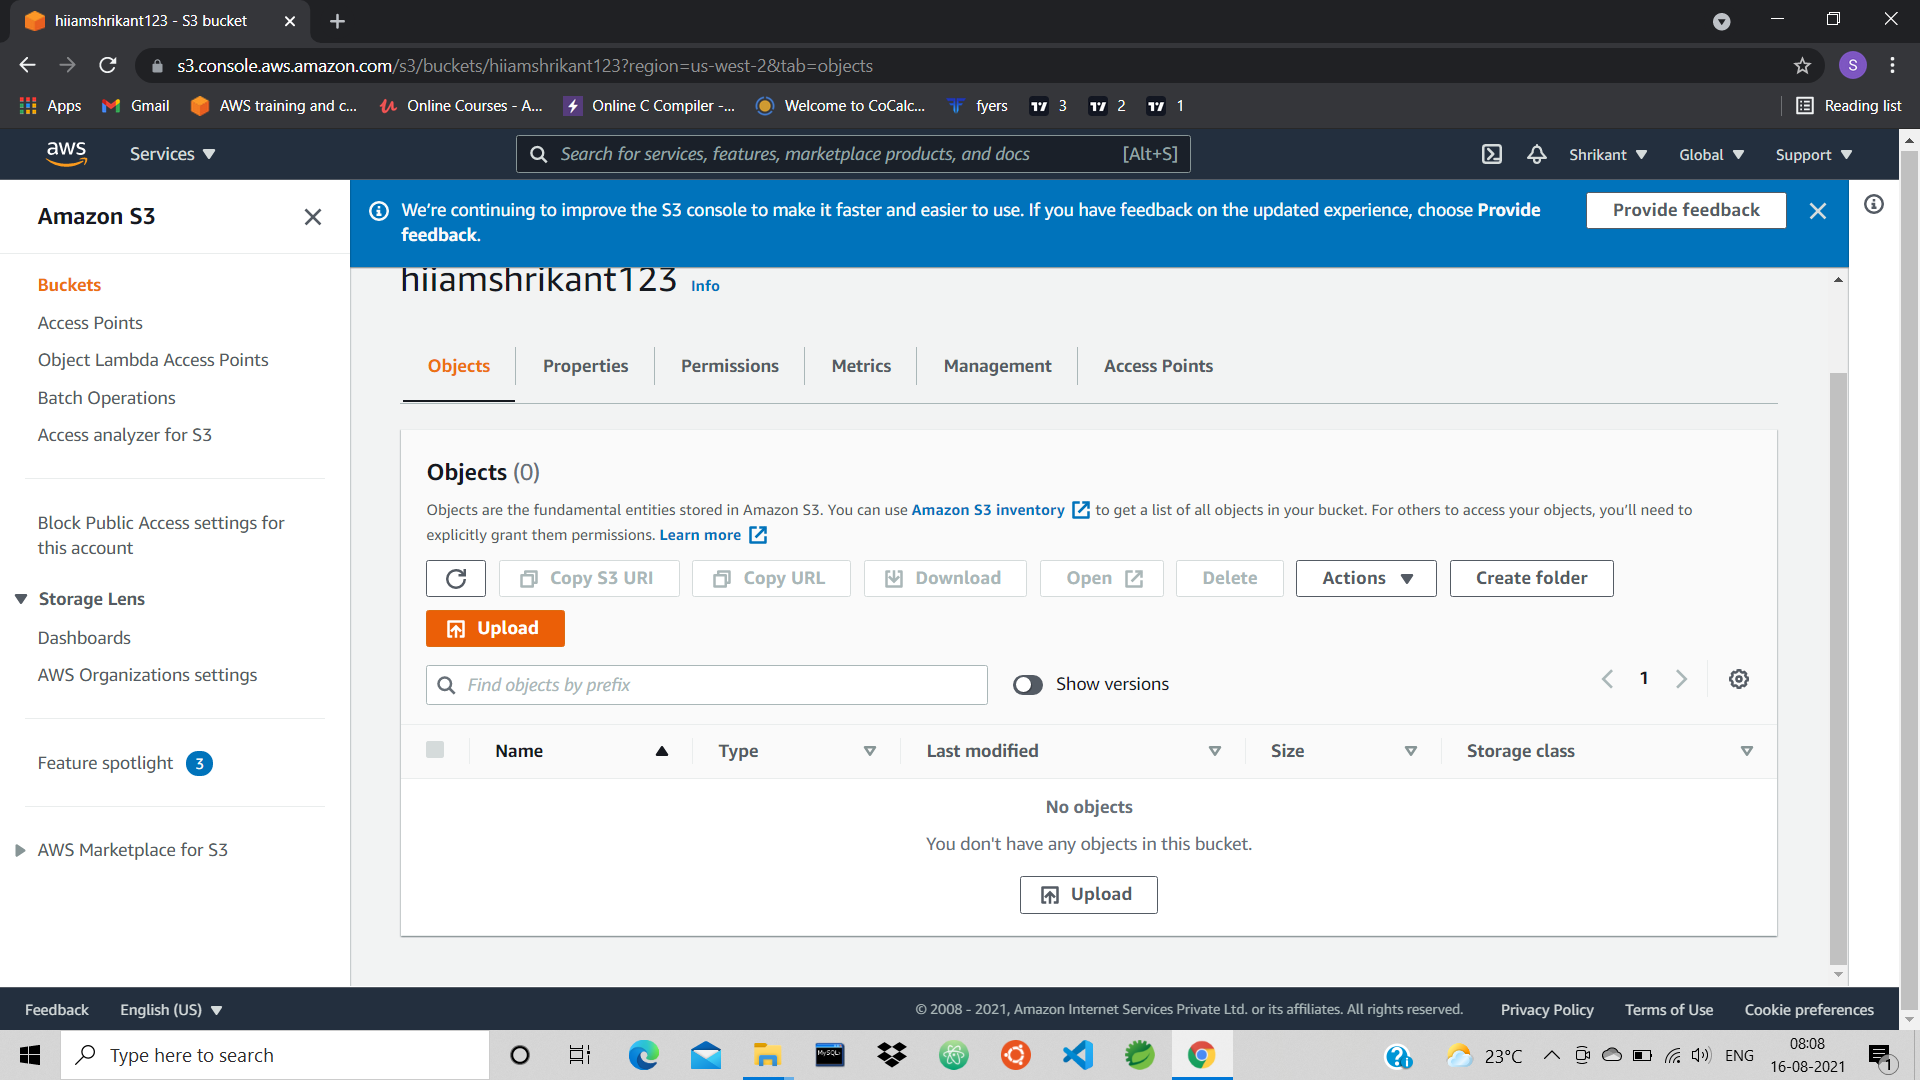 hiiamshrikant123 - S3 bucket
s3.console.aws.amazon.com/s3/buckets/hiiamshrikant123?region=us-west-2&tab=objects
S
Apps Gmail AWS training and c... Online Courses - A... Online C Compiler -... Welcome to CoCalc... fyers 3 2 1 Reading list
aws Services Search for services, features, marketplace products, and docs [Alt+S] Shrikant Global Support
Amazon S3
Buckets
Access Points
Object Lambda Access Points
Batch Operations
Access analyzer for S3
Block Public Access settings for
this account
Storage Lens
Dashboards
AWS Organizations settings
Feature spotlight 3
AWS Marketplace for S3
We're continuing to improve the S3 console to make it faster and easier to use. If you have feedback on the updated experience, choose Provide
feedback.
Provide feedback
hiiamshrikant123 Info
Objects Properties Permissions Metrics Management Access Points
Objects (0)
Objects are the fundamental entities stored in Amazon S3. You can use Amazon S3 inventory to get a list of all objects in your bucket. For others to access your objects, you'll need to
explicitly grant them permissions. Learn more
Copy S3 URI Copy URL Download Open Delete Actions Create folder
Upload
Find objects by prefix Show versions 1
Name Type Last modified Size Storage class
No objects
You don't have any objects in this bucket.
Upload
Feedback English (US) © 2008 - 2021, Amazon Internet Services Private Ltd. or its affiliates. All rights reserved. Privacy Policy Terms of Use Cookie preferences
Type here to search 23°C ENG 08:08
16-08-2021
1